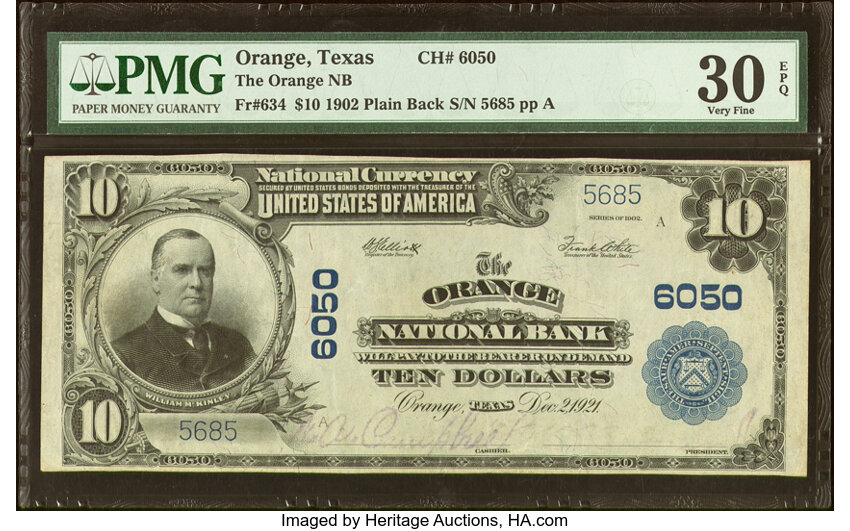 PMG
PAPER MONEY GUARANTY
Orange, Texas CH# 6050
The Orange NB
Fr#634 $10 1902 Plain Back S/N 5685 pp A
30 EPQ
Very Fine
6050
6050
10
National Currency
SECURED BY UNITED STATES BONDS DEPOSITED WITH THE TREASURER OF THE
UNITED STATES OF AMERICA
5685
SERIES OF 1902. A
10
Register of the Treasury.
Treasurer of the United States.
The
ORANGE
NATIONAL BANK
WILL PAY TO THE BEARER ON DEMAND
TEN DOLLARS
Orange, TEXAS Dec. 2, 1921.
6050
6050
6050
6050
WILLIAM McKINLEY
10
5685
A
CASHIER.
PRESIDENT.
6050
6050
Imaged by Heritage Auctions, HA.com